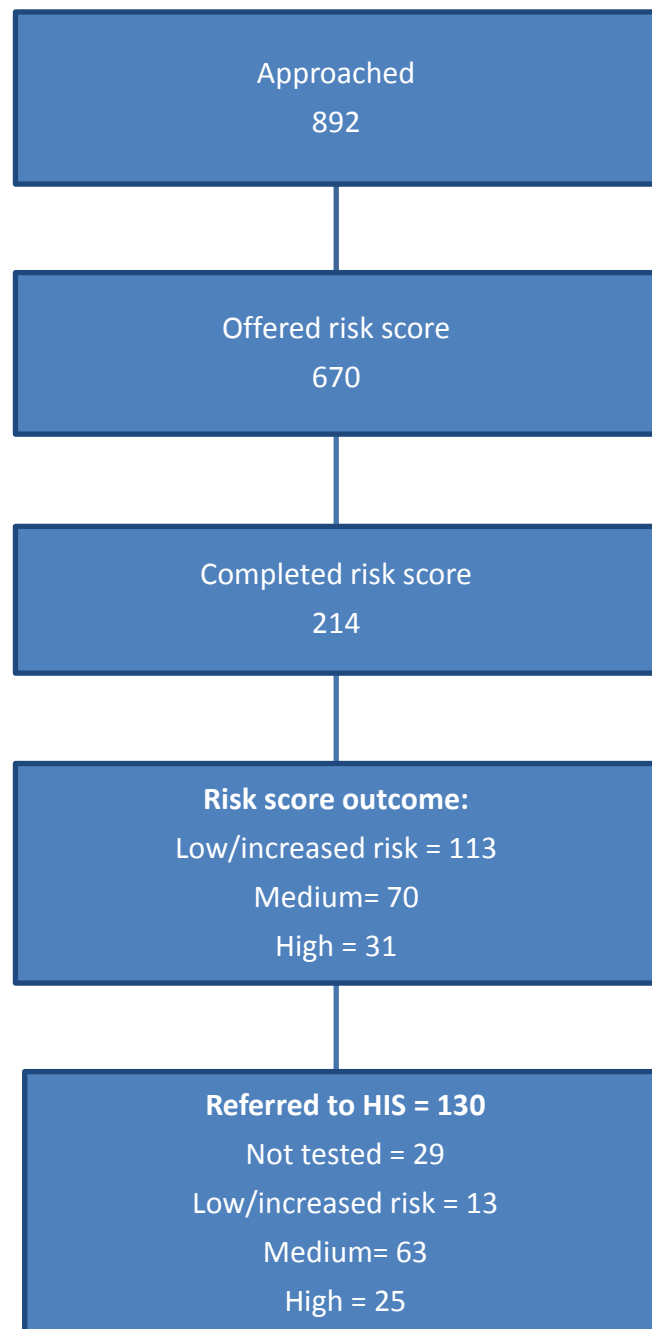 Approached
892
Offered risk score
670
Completed risk score
214
Risk score outcome:
Low/increased risk = 113
Medium= 70
High = 31
Referred to HIS = 130
Not tested = 29
Low/increased risk = 13
Medium= 63
High = 25